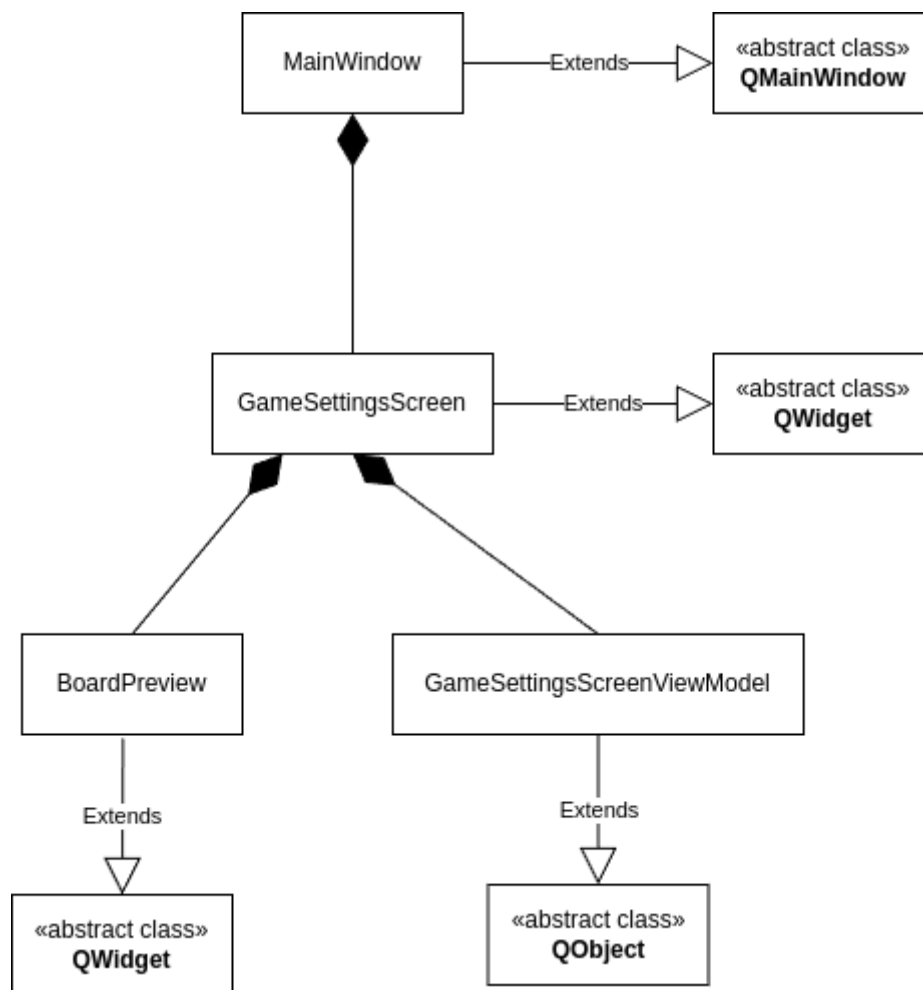 MainWindow
Extends
«abstract class»
QMainWindow
GameSettingsScreen
Extends
«abstract class»
QWidget
BoardPreview
GameSettingsScreenViewModel
Extends
Extends
«abstract class»
QWidget
«abstract class»
QObject